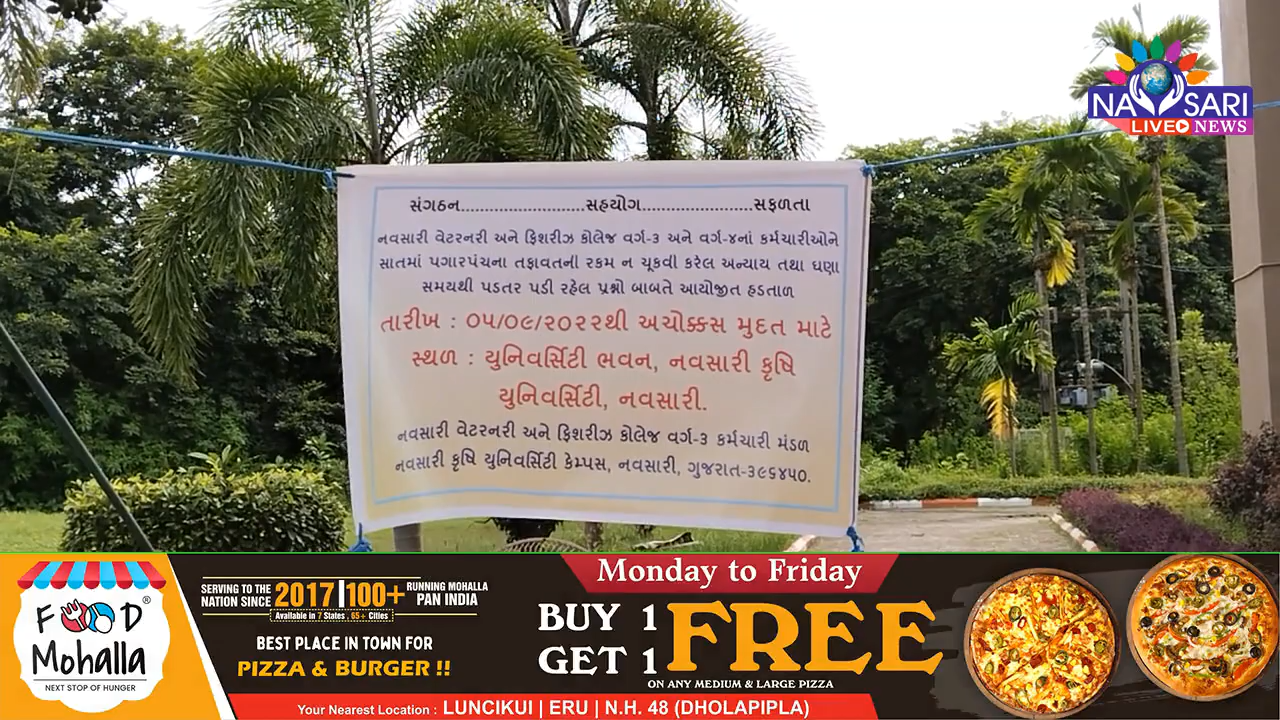 NAVSARI
LIVE NEWS
સંગઠન.........................સહયોગ......................સફળતા
નવસારી વેટરનરી અને ફિશરીઝ કોલેજ વર્ગ-૩ અને વર્ગ-૪નાં કર્મચારીઓને
સાતમાં પગારપંચના તફાવતની રકમ ન ચૂકવી કરેલ અન્યાય તથા ઘણા
સમયથી પડતર પડી રહેલ પ્રશ્નો બાબતે આયોજીત હડતાળ
તારીખ : ૦૫/૦૯/૨૦૨૨થી અચોક્કસ મુદત માટે
સ્થળ : યુનિવર્સિટી ભવન, નવસારી કૃષિ
યુનિવર્સિટી, નવસારી.
નવસારી વેટરનરી અને ફિશરીઝ કોલેજ વર્ગ-૩ કર્મચારી મંડળ
નવસારી કૃષિ યુનિવર્સિટી કેમ્પસ, નવસારી, ગુજરાત-૩૯૬૪૫૦.
FOOD®
Mohalla
NEXT STOP OF HUNGER
SERVING TO THE NATION SINCE 2017 | 100+ RUNNING MOHALLA PAN INDIA
Available in 7 States , 65+ Cities
BEST PLACE IN TOWN FOR
PIZZA & BURGER !!
Monday to Friday
BUY 1 GET 1 FREE
ON ANY MEDIUM & LARGE PIZZA
Your Nearest Location : LUNCIKUI | ERU | N.H. 48 (DHOLAPIPLA)